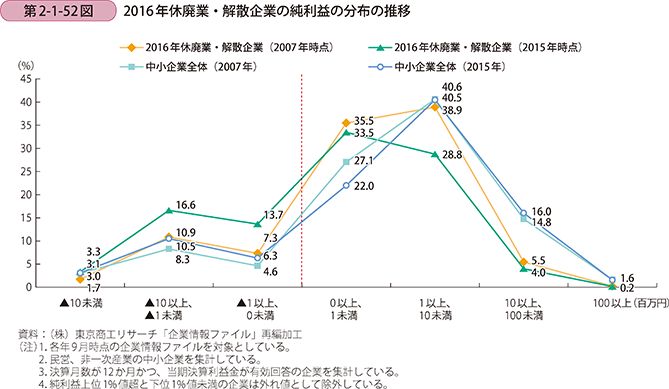 第2-1-52図 2016年休廃業・解散企業の純利益の分布の推移
2016年休廃業・解散企業（2007年時点） 2016年休廃業・解散企業（2015年時点）
中小企業全体（2007年） 中小企業全体（2015年）
(%)
45
40
35
30
25
20
15
10
5
0
3.3
3.1
3.0
1.7
16.6
10.9
10.5
8.3
13.7
7.3
6.3
4.6
35.5
33.5
27.1
22.0
40.6
40.5
38.9
28.8
16.0
14.8
5.5
4.0
1.6
0.2
▲10未満
▲10以上、
▲1未満
▲1以上、
0未満
0以上、
1未満
1以上、
10未満
10以上、
100未満
100以上（百万円）
資料：（株）東京商工リサーチ「企業情報ファイル」再編加工
（注）1. 各年9月時点の企業情報ファイルを対象としている。
2. 民営、非一次産業の中小企業を集計している。
3. 決算月数が12か月かつ、当期決算利益金が有効回答の企業を集計している。
4. 純利益上位1%値超と下位1%値未満の企業は外れ値として除外している。